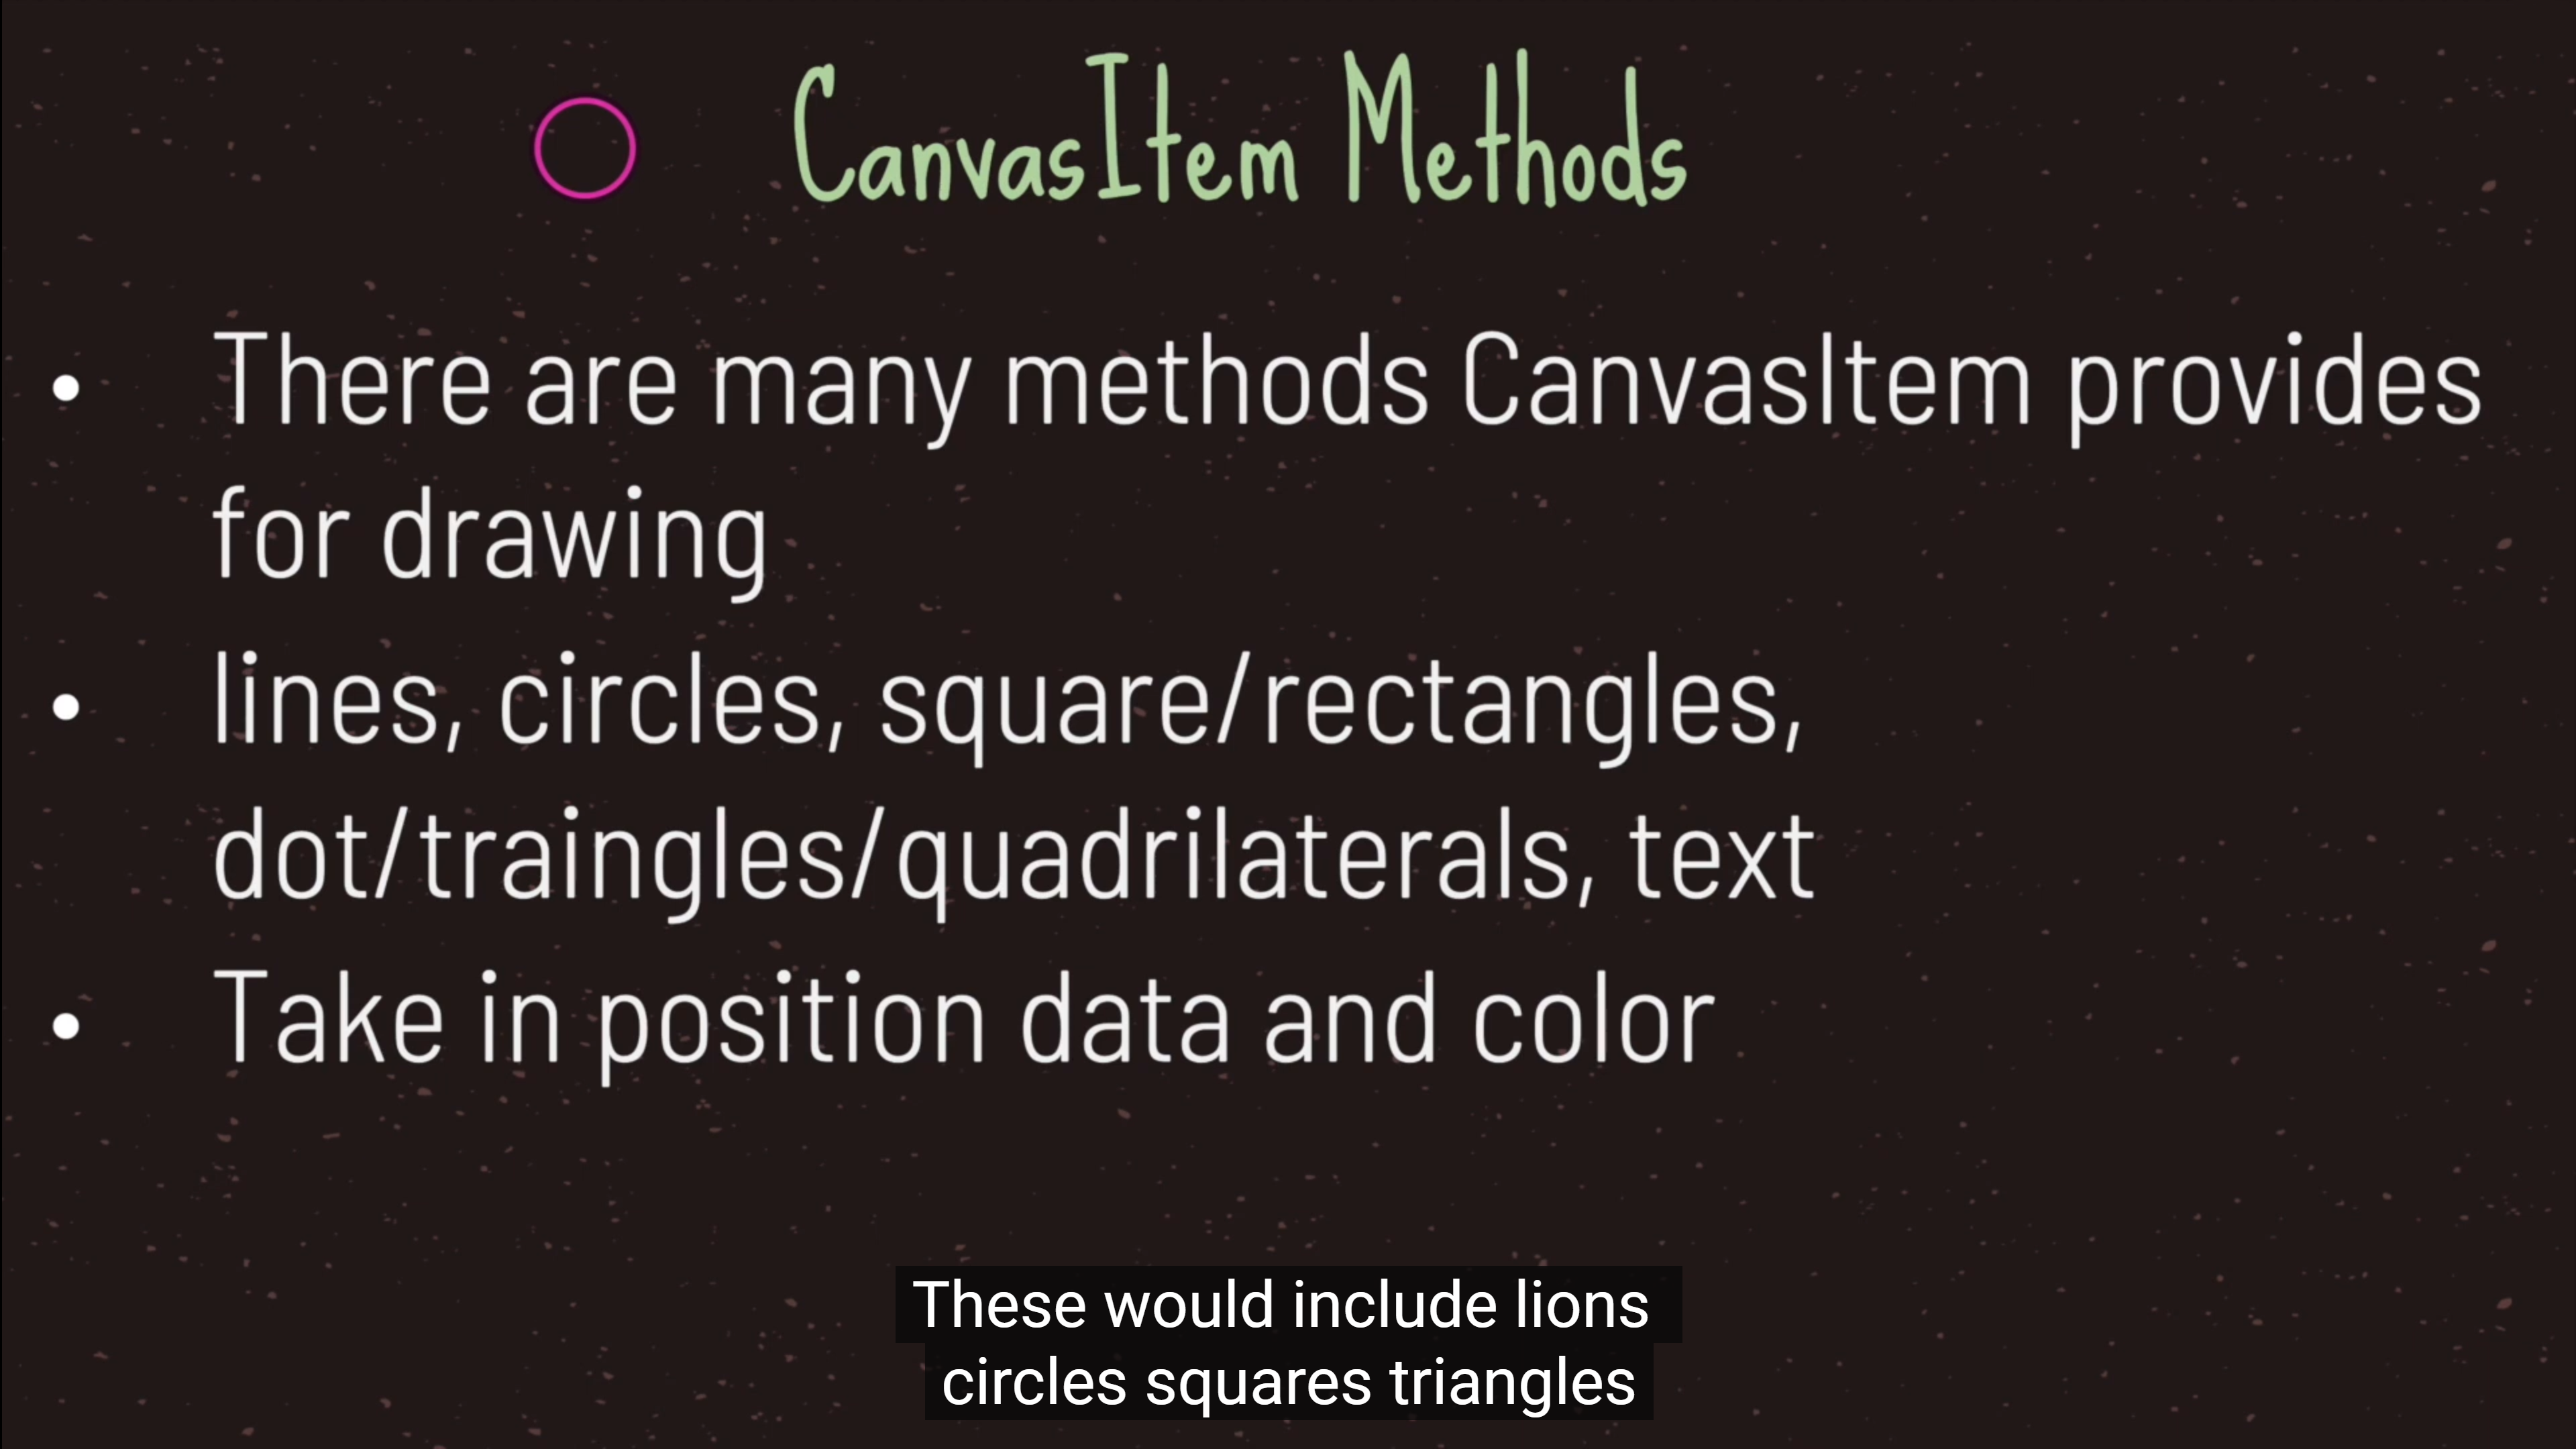 CanvasItem Methods
• There are many methods CanvasItem provides
for drawing
• lines, circles, square/rectangles,
dot/traingles/quadrilaterals, text
• Take in position data and color
These would include lions
circles squares triangles